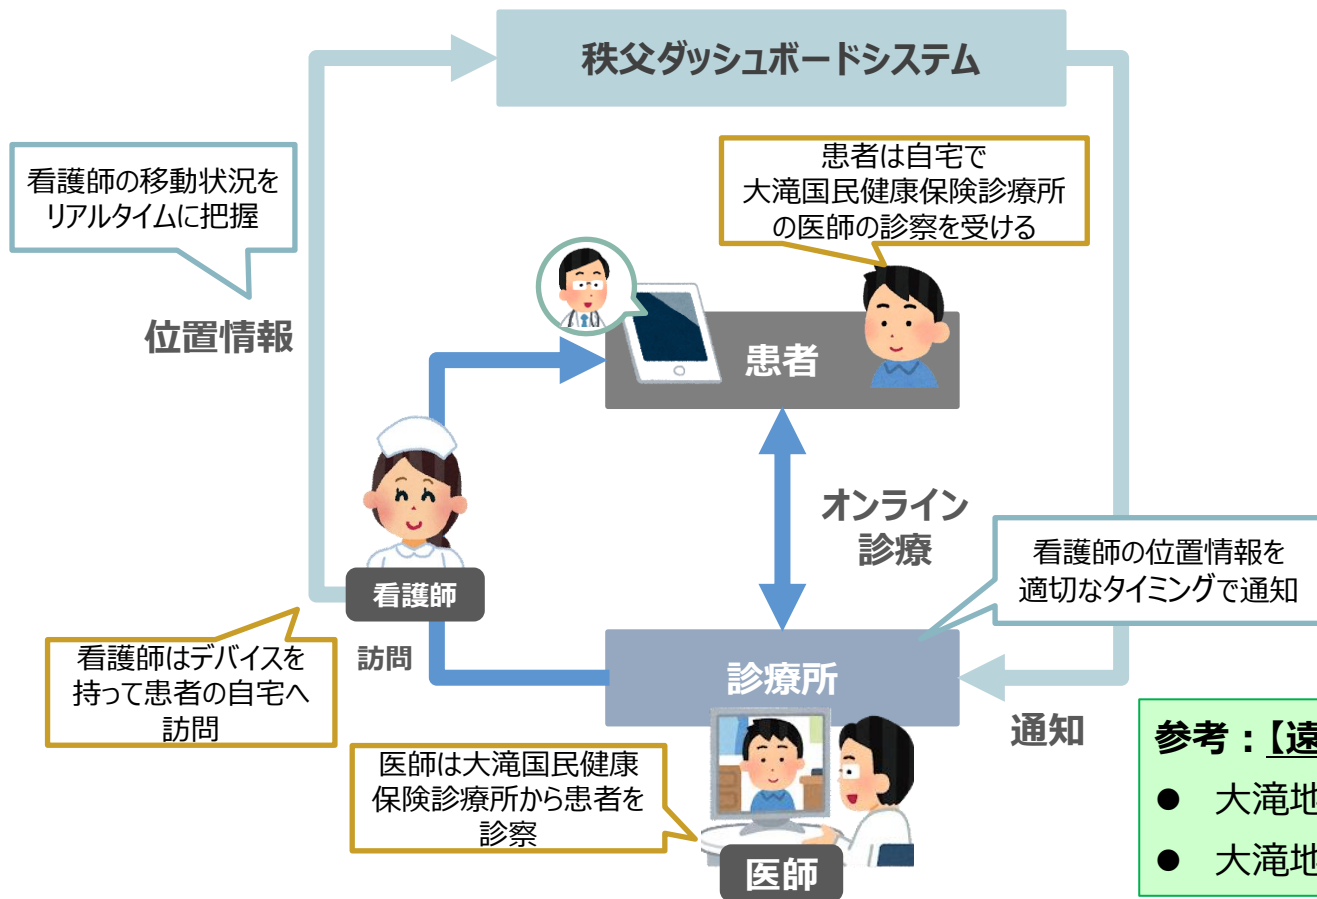 秩父ダッシュボードシステム
看護師の移動状況を
リアルタイムに把握
患者は自宅で
大滝国民健康保険診療所
の医師の診察を受ける
位置情報
患者
オンライン
診療
看護師の位置情報を
適切なタイミングで通知
看護師
訪問
看護師はデバイスを
持って患者の自宅へ
訪問
診療所
通知
医師は大滝国民健康
保険診療所から患者を
診察
医師
参考：【遠
● 大滝地
● 大滝地